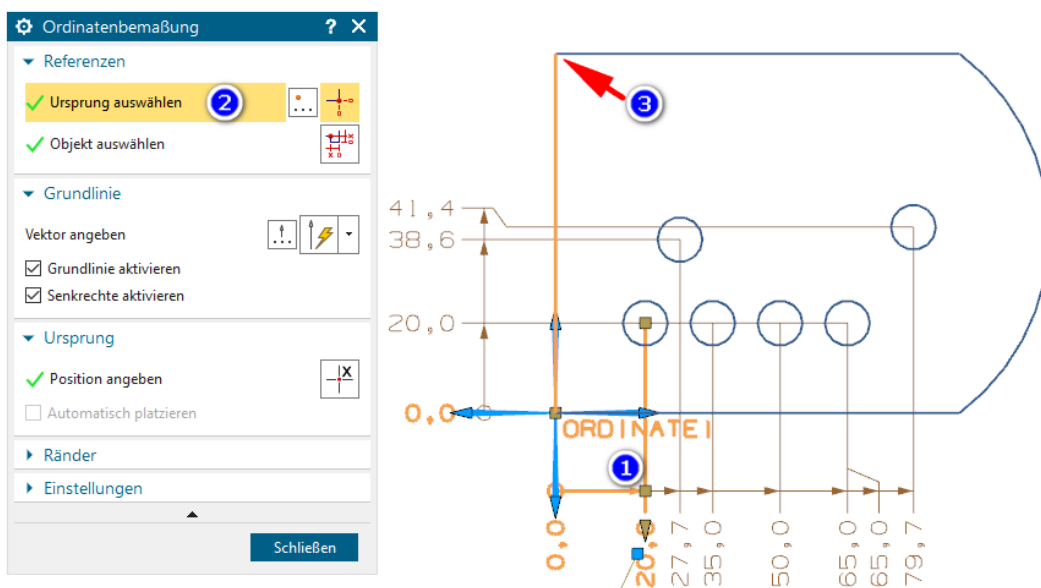 Ordinatenbemaßung ? X
Referenzen
Ursprung auswählen 2
Objekt auswählen
Grundlinie
Vektor angeben
Grundlinie aktivieren
Senkrechte aktivieren
Ursprung
Position angeben
Automatisch platzieren
Ränder
Einstellungen
Schließen
3
41,4
38,6
20,0
0,0
ORDINATE1
1
0,0
20,0
27,7
35,0
50,0
65,0
65,0
79,7